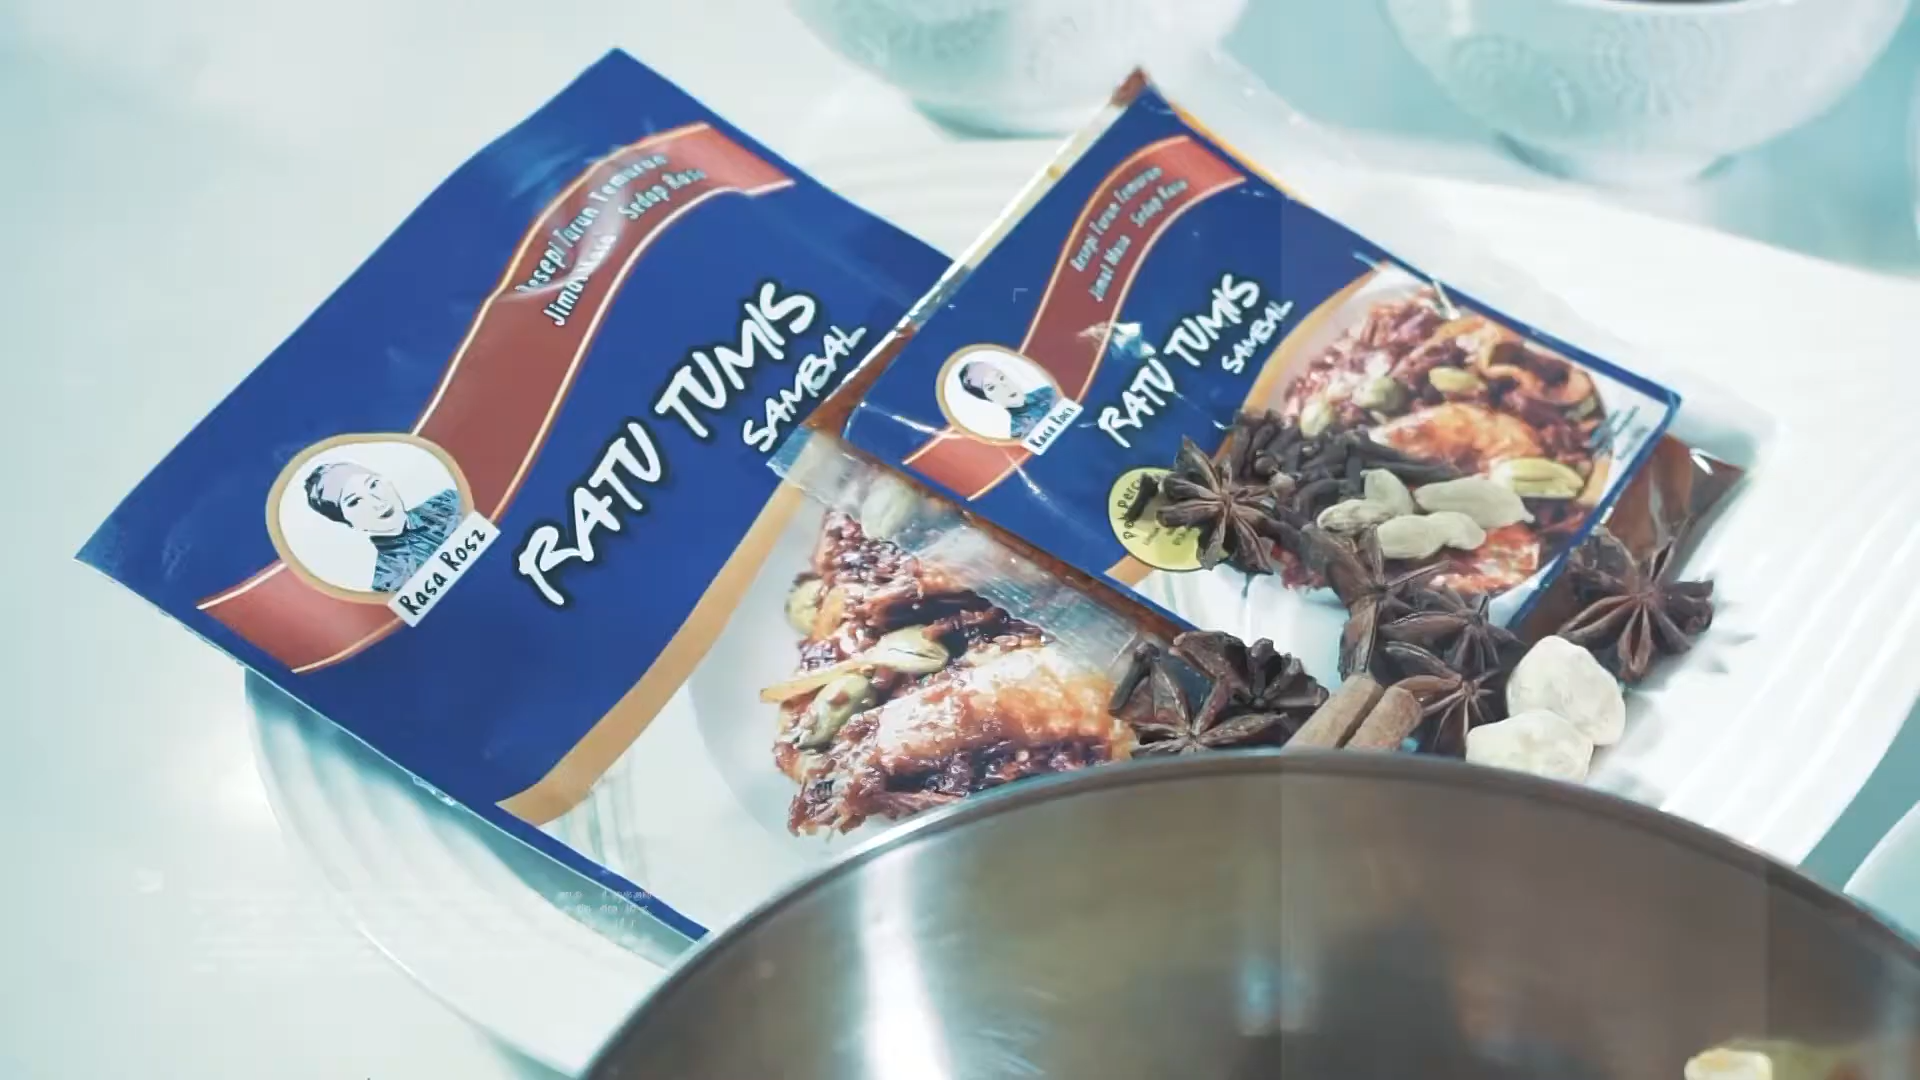 Resepi Turun Temurun
Jimat Masa Sedap Rasa
RATU TUMIS
SAMBAL
Rasa Rosz
Resepi Turun Temurun
Jimat Masa Sedap Rasa
RATU TUMIS
SAMBAL
Rasa Rosz